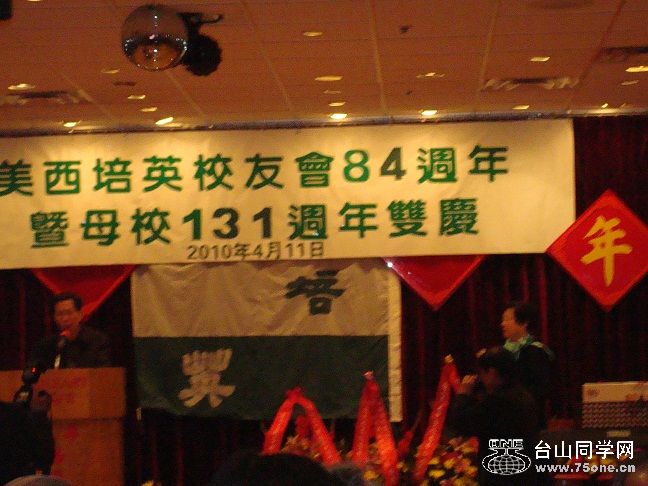 美西培英校友會84週年
暨母校131週年雙慶
2010年4月11日
年
培
英
台山同学网
www.75one.cn